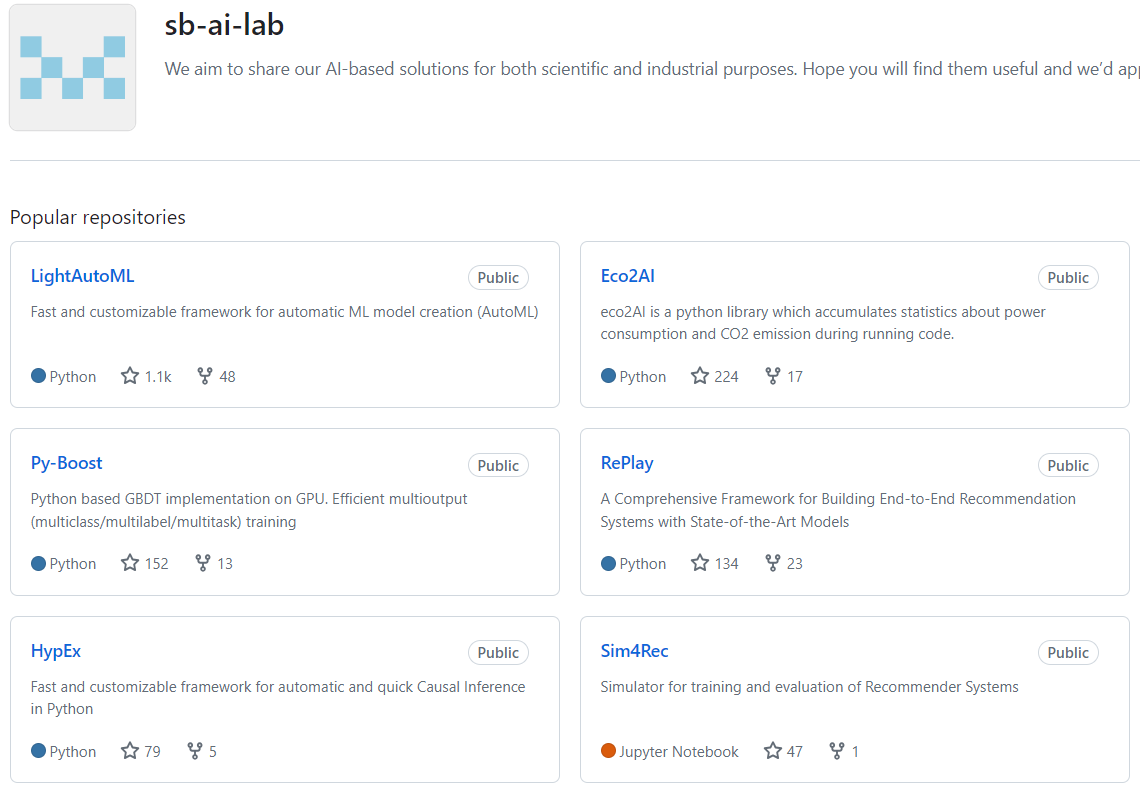 sb-ai-lab
We aim to share our AI-based solutions for both scientific and industrial purposes. Hope you will find them useful and we’d
Popular repositories
LightAutoML Public
Fast and customizable framework for automatic ML model creation (AutoML)
Python 1.1k 48
Eco2AI Public
eco2AI is a python library which accumulates statistics about power
consumption and CO2 emission during running code.
Python 224 17
Py-Boost Public
Python based GBDT implementation on GPU. Efficient multioutput
(multiclass/multilabel/multitask) training
Python 152 13
RePlay Public
A Comprehensive Framework for Building End-to-End Recommendation
Systems with State-of-the-Art Models
Python 134 23
HypEx Public
Fast and customizable framework for automatic and quick Causal Inference
in Python
Python 79 5
Sim4Rec Public
Simulator for training and evaluation of Recommender Systems
Jupyter Notebook 47 1